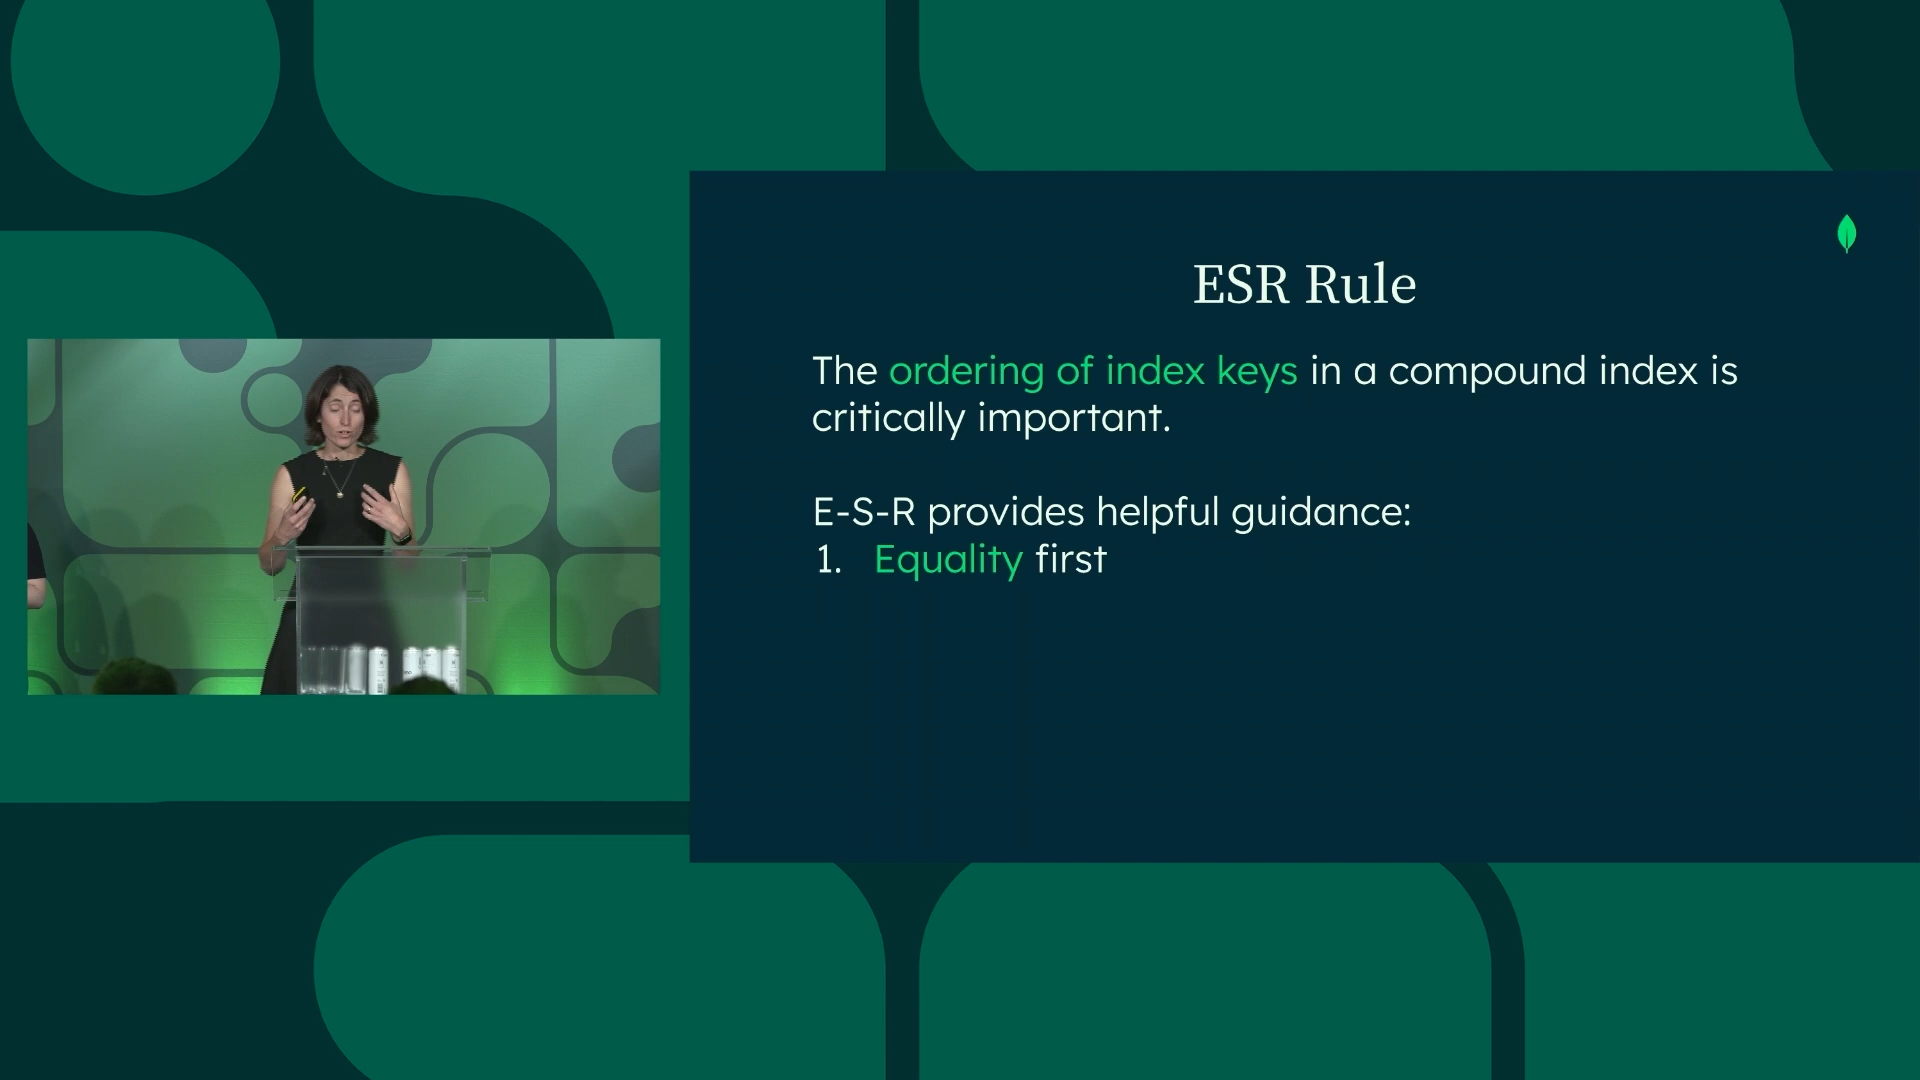 ESR Rule
The ordering of index keys in a compound index is
critically important.
E-S-R provides helpful guidance:
1. Equality first